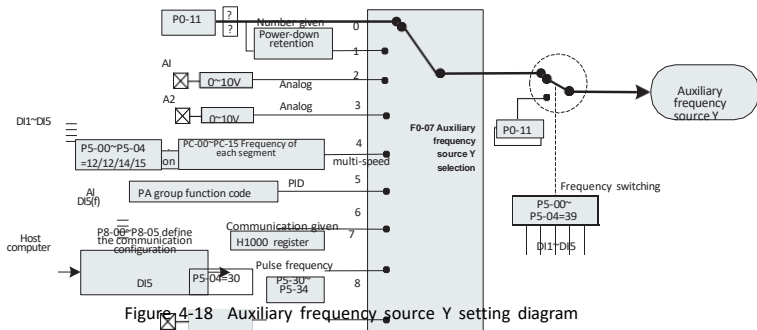 P0-11
?
?
Number given
0
Power-down
retention
1
AI
0~10V
Analog
2
A2
0~10V
Analog
3
DI1~DI5
P5-00~P5-04
=12/12/14/15
on
PC-00~PC-15 Frequency of
each segment
4
multi-speed
AI
DI5(f)
PA group function code
PID
5
6
P8-00~P8-05 define
the communication
configuration
Communication given
H1000 register
7
Host
computer
DI5
P5-04=30
Pulse frequency
P5-30~
P5-34
8
F0-07 Auxiliary
frequency
source Y
selection
P0-11
Auxiliary
frequency
source Y
Frequency switching
P5-00~
P5-04=39
DI1~DI5
Figure 4-18 Auxiliary frequency source Y setting diagram